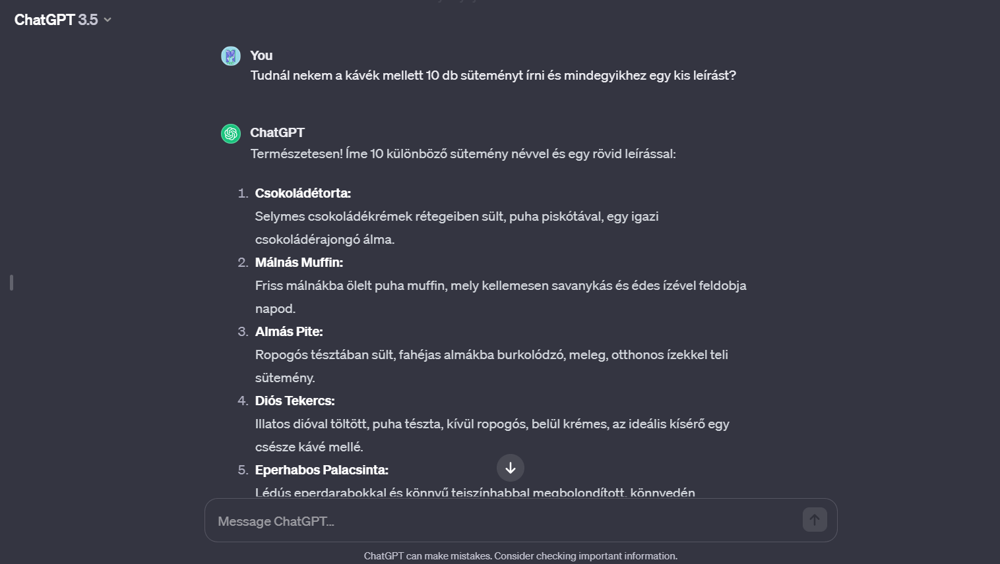 ChatGPT 3.5
You
Tudnál nekem a kávék mellett 10 db süteményt írni és mindegyikhez egy kis leírást?
ChatGPT
Természetesen! Íme 10 különböző sütemény névvel és egy rövid leírással:
1. Csokoládétorta:
Selymes csokoládékrémek rétegeiben sült, puha piskótával, egy igazi
csokoládérajongó álma.
2. Málnás Muffin:
Friss málnákba ölelt puha muffin, mely kellemesen savanykás és édes ízével feldobja
napod.
3. Almás Pite:
Ropogós tésztában sült, fahéjas almákba burkolódzó, meleg, otthonos ízekkel teli
sütemény.
4. Diós Tekercs:
Illatos dióval töltött, puha tészta, kívül ropogós, belül krémes, az ideális kísérő egy
csésze kávé mellé.
5. Eperhabos Palacsinta:
Lédús eperdarabokkal és könnyű tejszínhabbal megbolondított, könnyedén
Message ChatGPT...
ChatGPT can make mistakes. Consider checking important information.